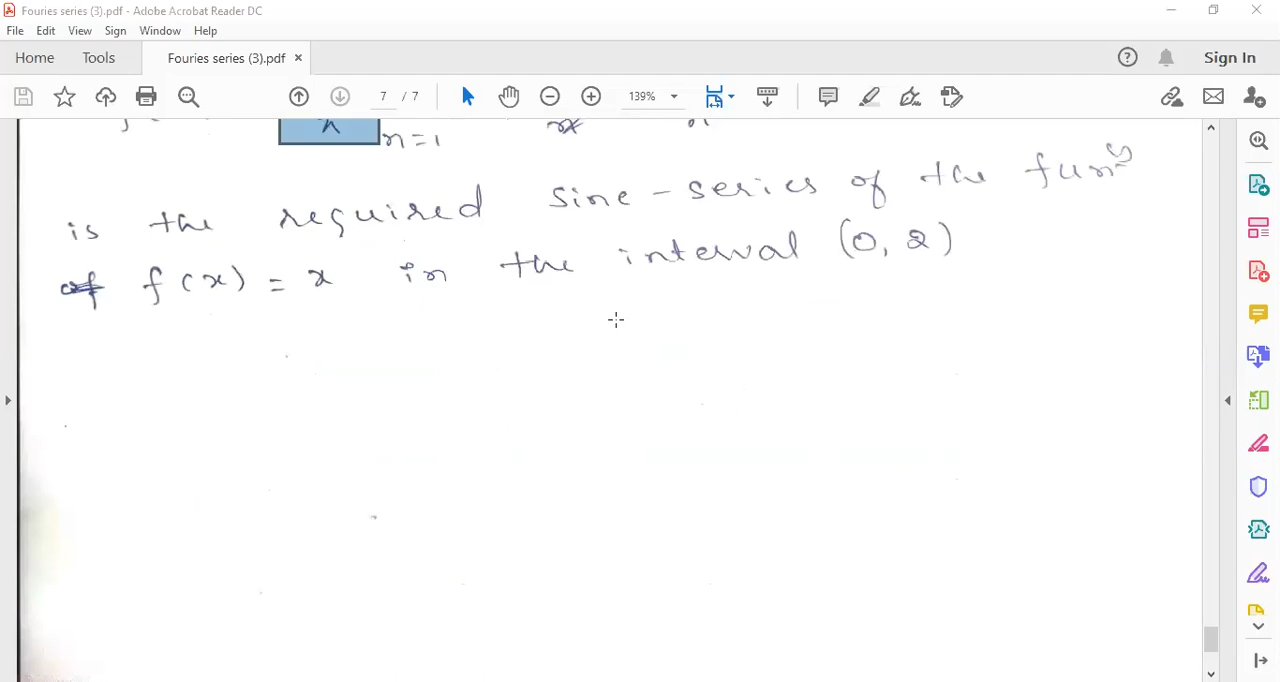 Fouries series (3).pdf - Adobe Acrobat Reader DC
File Edit View Sign Window Help
Home Tools Fouries series (3).pdf ×
Sign In
7 / 7
139%
n=1
is the required sine-series of the
f(x) = x in the interval (0, 2)